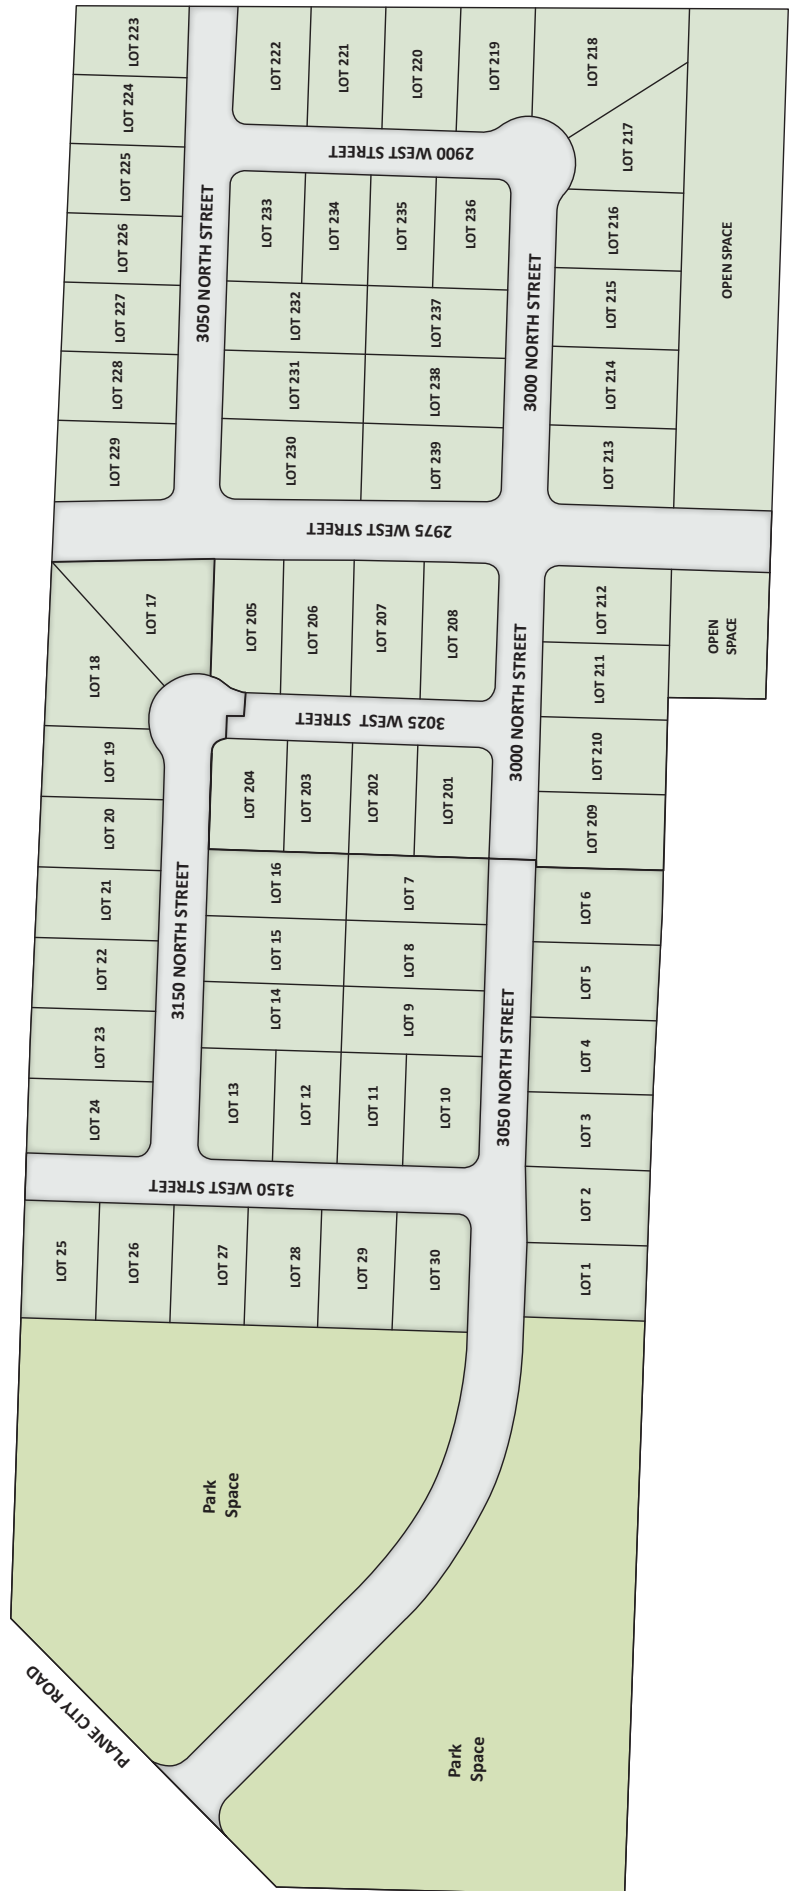 LOT 223
LOT 224
LOT 225
LOT 226
LOT 227
LOT 228
LOT 229
3050 NORTH STREET
LOT 222
LOT 221
LOT 220
LOT 219
LOT 218
LOT 217
2900 WEST STREET
LOT 233
LOT 234
LOT 235
LOT 236
LOT 232
LOT 237
LOT 231
LOT 238
LOT 230
LOT 239
3000 NORTH STREET
LOT 216
LOT 215
LOT 214
LOT 213
OPEN SPACE
2975 WEST STREET
LOT 17
LOT 18
LOT 19
LOT 20
LOT 21
LOT 22
LOT 23
LOT 24
LOT 205
LOT 206
LOT 207
LOT 208
3025 WEST STREET
3000 NORTH STREET
LOT 212
LOT 211
LOT 210
LOT 209
OPEN
SPACE
LOT 204
LOT 203
LOT 202
LOT 201
3150 NORTH STREET
LOT 16
LOT 7
LOT 15
LOT 8
LOT 14
LOT 9
LOT 13
LOT 12
LOT 11
LOT 10
3050 NORTH STREET
LOT 6
LOT 5
LOT 4
LOT 3
LOT 2
LOT 1
3150 WEST STREET
LOT 25
LOT 26
LOT 27
LOT 28
LOT 29
LOT 30
Park
Space
PLANE CITY ROAD
Park
Space